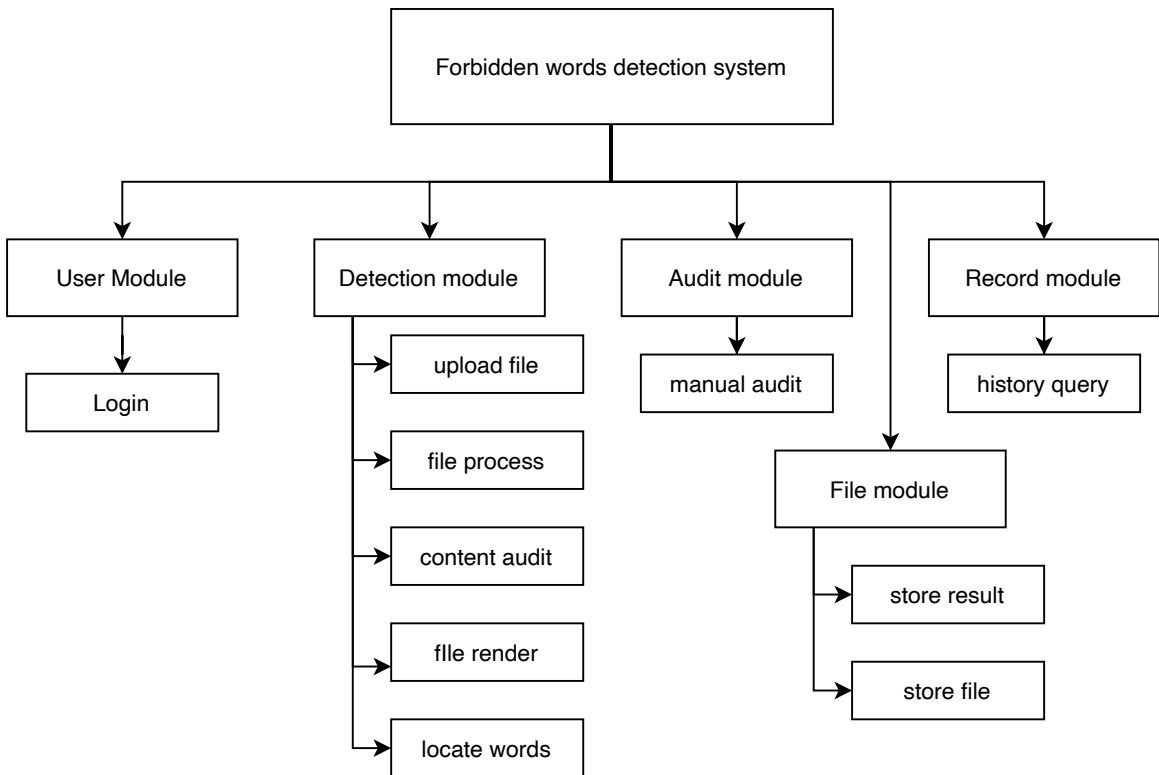 Forbidden words detection system
User Module
Detection module
Audit module
Record module
upload file
manual audit
history query
Login
file process
File module
content audit
store result
fIle render
store file
locate words